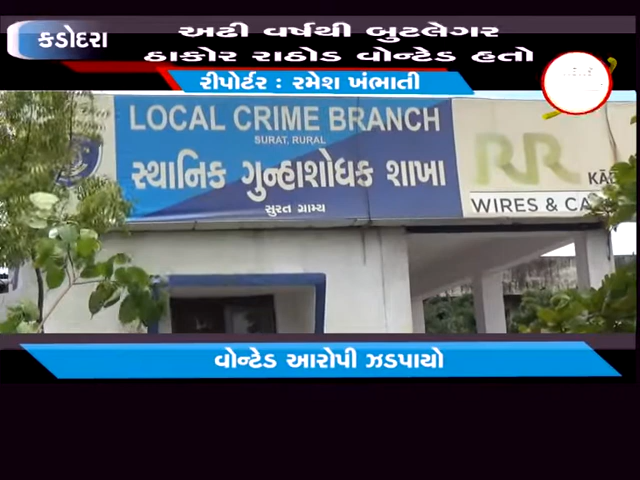 કડોદરા
અઢી વર્ષથી બુટલેગર
ઠાકોર રાઠોડ વોન્ટેડ હતો
રીપોર્ટર : રમેશ ખંભાતી
LOCAL CRIME BRANCH
SURAT, RURAL
સ્થાનિક ગુન્હાશોધક શાખા
સુરત ગ્રામ્ય
RR
WIRES & CA
વોન્ટેડ આરોપી ઝડપાયો